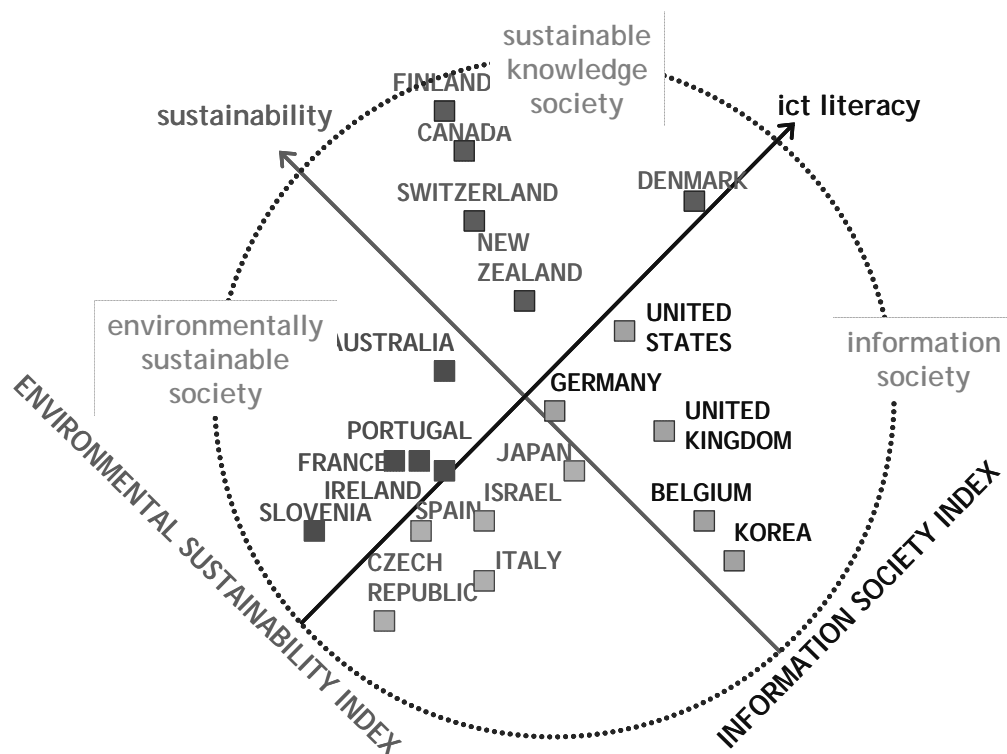 sustainable
knowledge
society
FINLAND
sustainability
ict literacy
CANADA
DENMARK
SWITZERLAND
NEW
ZEALAND
UNITED
STATES
environmentally
sustainable
society
AUSTRALIA
information
society
GERMANY
UNITED
KINGDOM
PORTUGAL
FRANCE
JAPAN
IRELAND
ISRAEL
BELGIUM
SLOVENIA
SPAIN
KOREA
CZECH
REPUBLIC
ITALY
ENVIRONMENTAL SUSTAINABILITY INDEX
INFORMATION SOCIETY INDEX